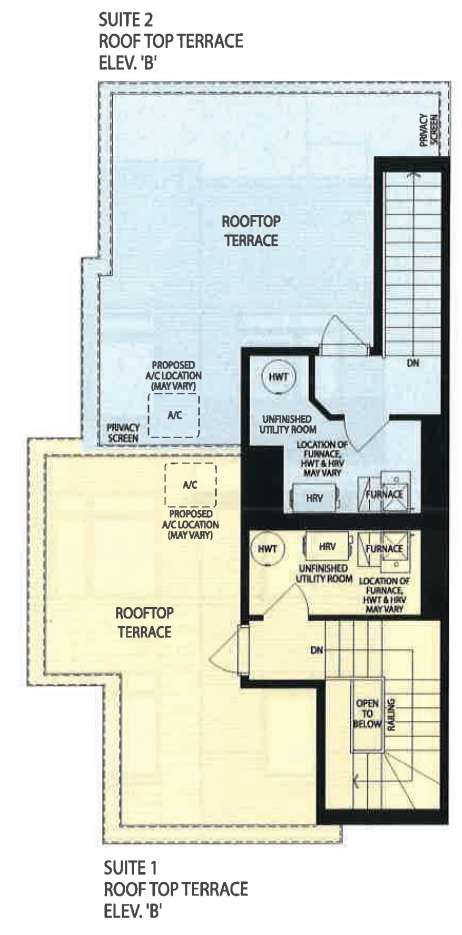 SUITE 2
ROOF TOP TERRACE
ELEV. 'B'
PRIVACY
SCREEN
ROOFTOP
TERRACE
DN
PROPOSED
A/C LOCATION
(MAY VARY)
A/C
HWT
UNFINISHED
UTILITY ROOM
PRIVACY
SCREEN
LOCATION OF
FURNACE,
HWT & HRV
MAY VARY
HRV
FURNACE
A/C
PROPOSED
A/C LOCATION
(MAY VARY)
HWT
HRV
FURNACE
UNFINISHED
UTILITY ROOM
LOCATION OF
FURNACE,
HWT & HRV
MAY VARY
ROOFTOP
TERRACE
DN
OPEN
TO
BELOW
RAILING
SUITE 1
ROOF TOP TERRACE
ELEV. 'B'